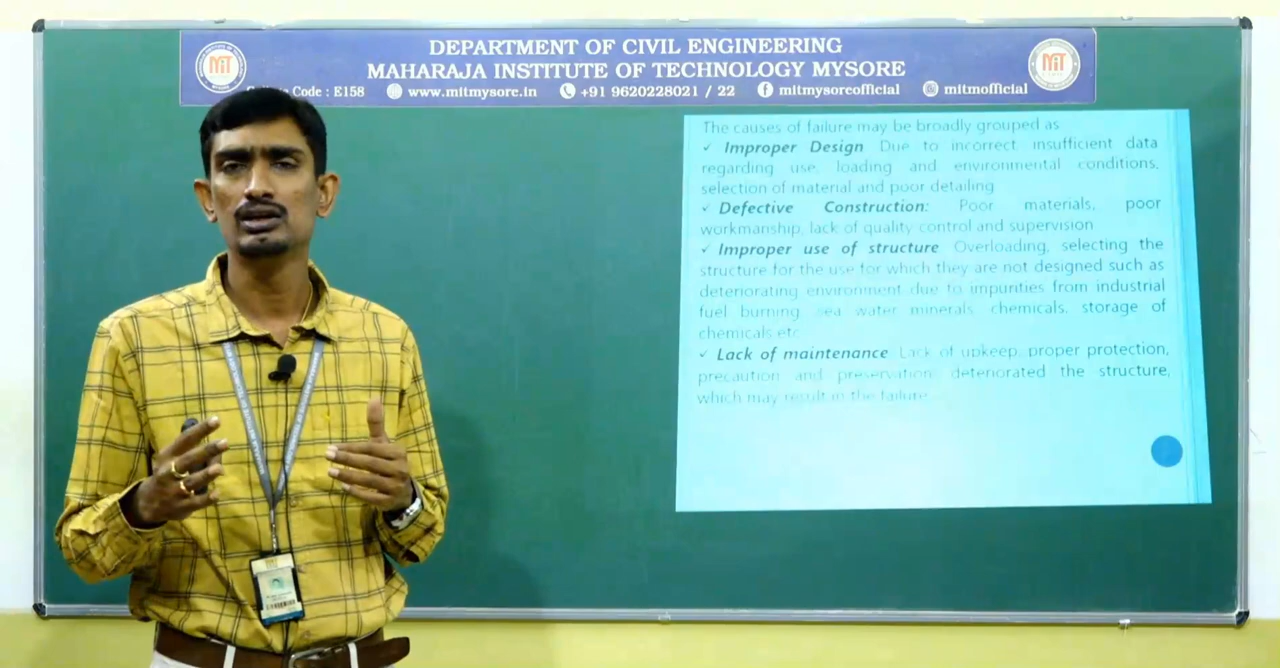 DEPARTMENT OF CIVIL ENGINEERING
MAHARAJA INSTITUTE OF TECHNOLOGY MYSORE
Code : E158 www.mitmysore.in +91 9620228021 / 22 mitmysoreofficial mitmofficial
MIT
MIT
The causes of failure may be broadly grouped as
✓ Improper Design Due to incorrect insufficient data
regarding use, loading and environmental conditions,
selection of material and poor detailing
✓ Defective Construction: Poor materials, poor
workmanship, lack of quality control and supervision
✓ Improper use of structure Overloading, selecting the
structure for the use for which they are not designed such as
deteriorating environment due to impurities from industrial
fuel burning, sea water minerals, chemicals, storage of
chemicals etc
✓ Lack of maintenance Lack of upkeep, proper protection,
precaution and preservation deteriorated the structure,
which may result in the failure